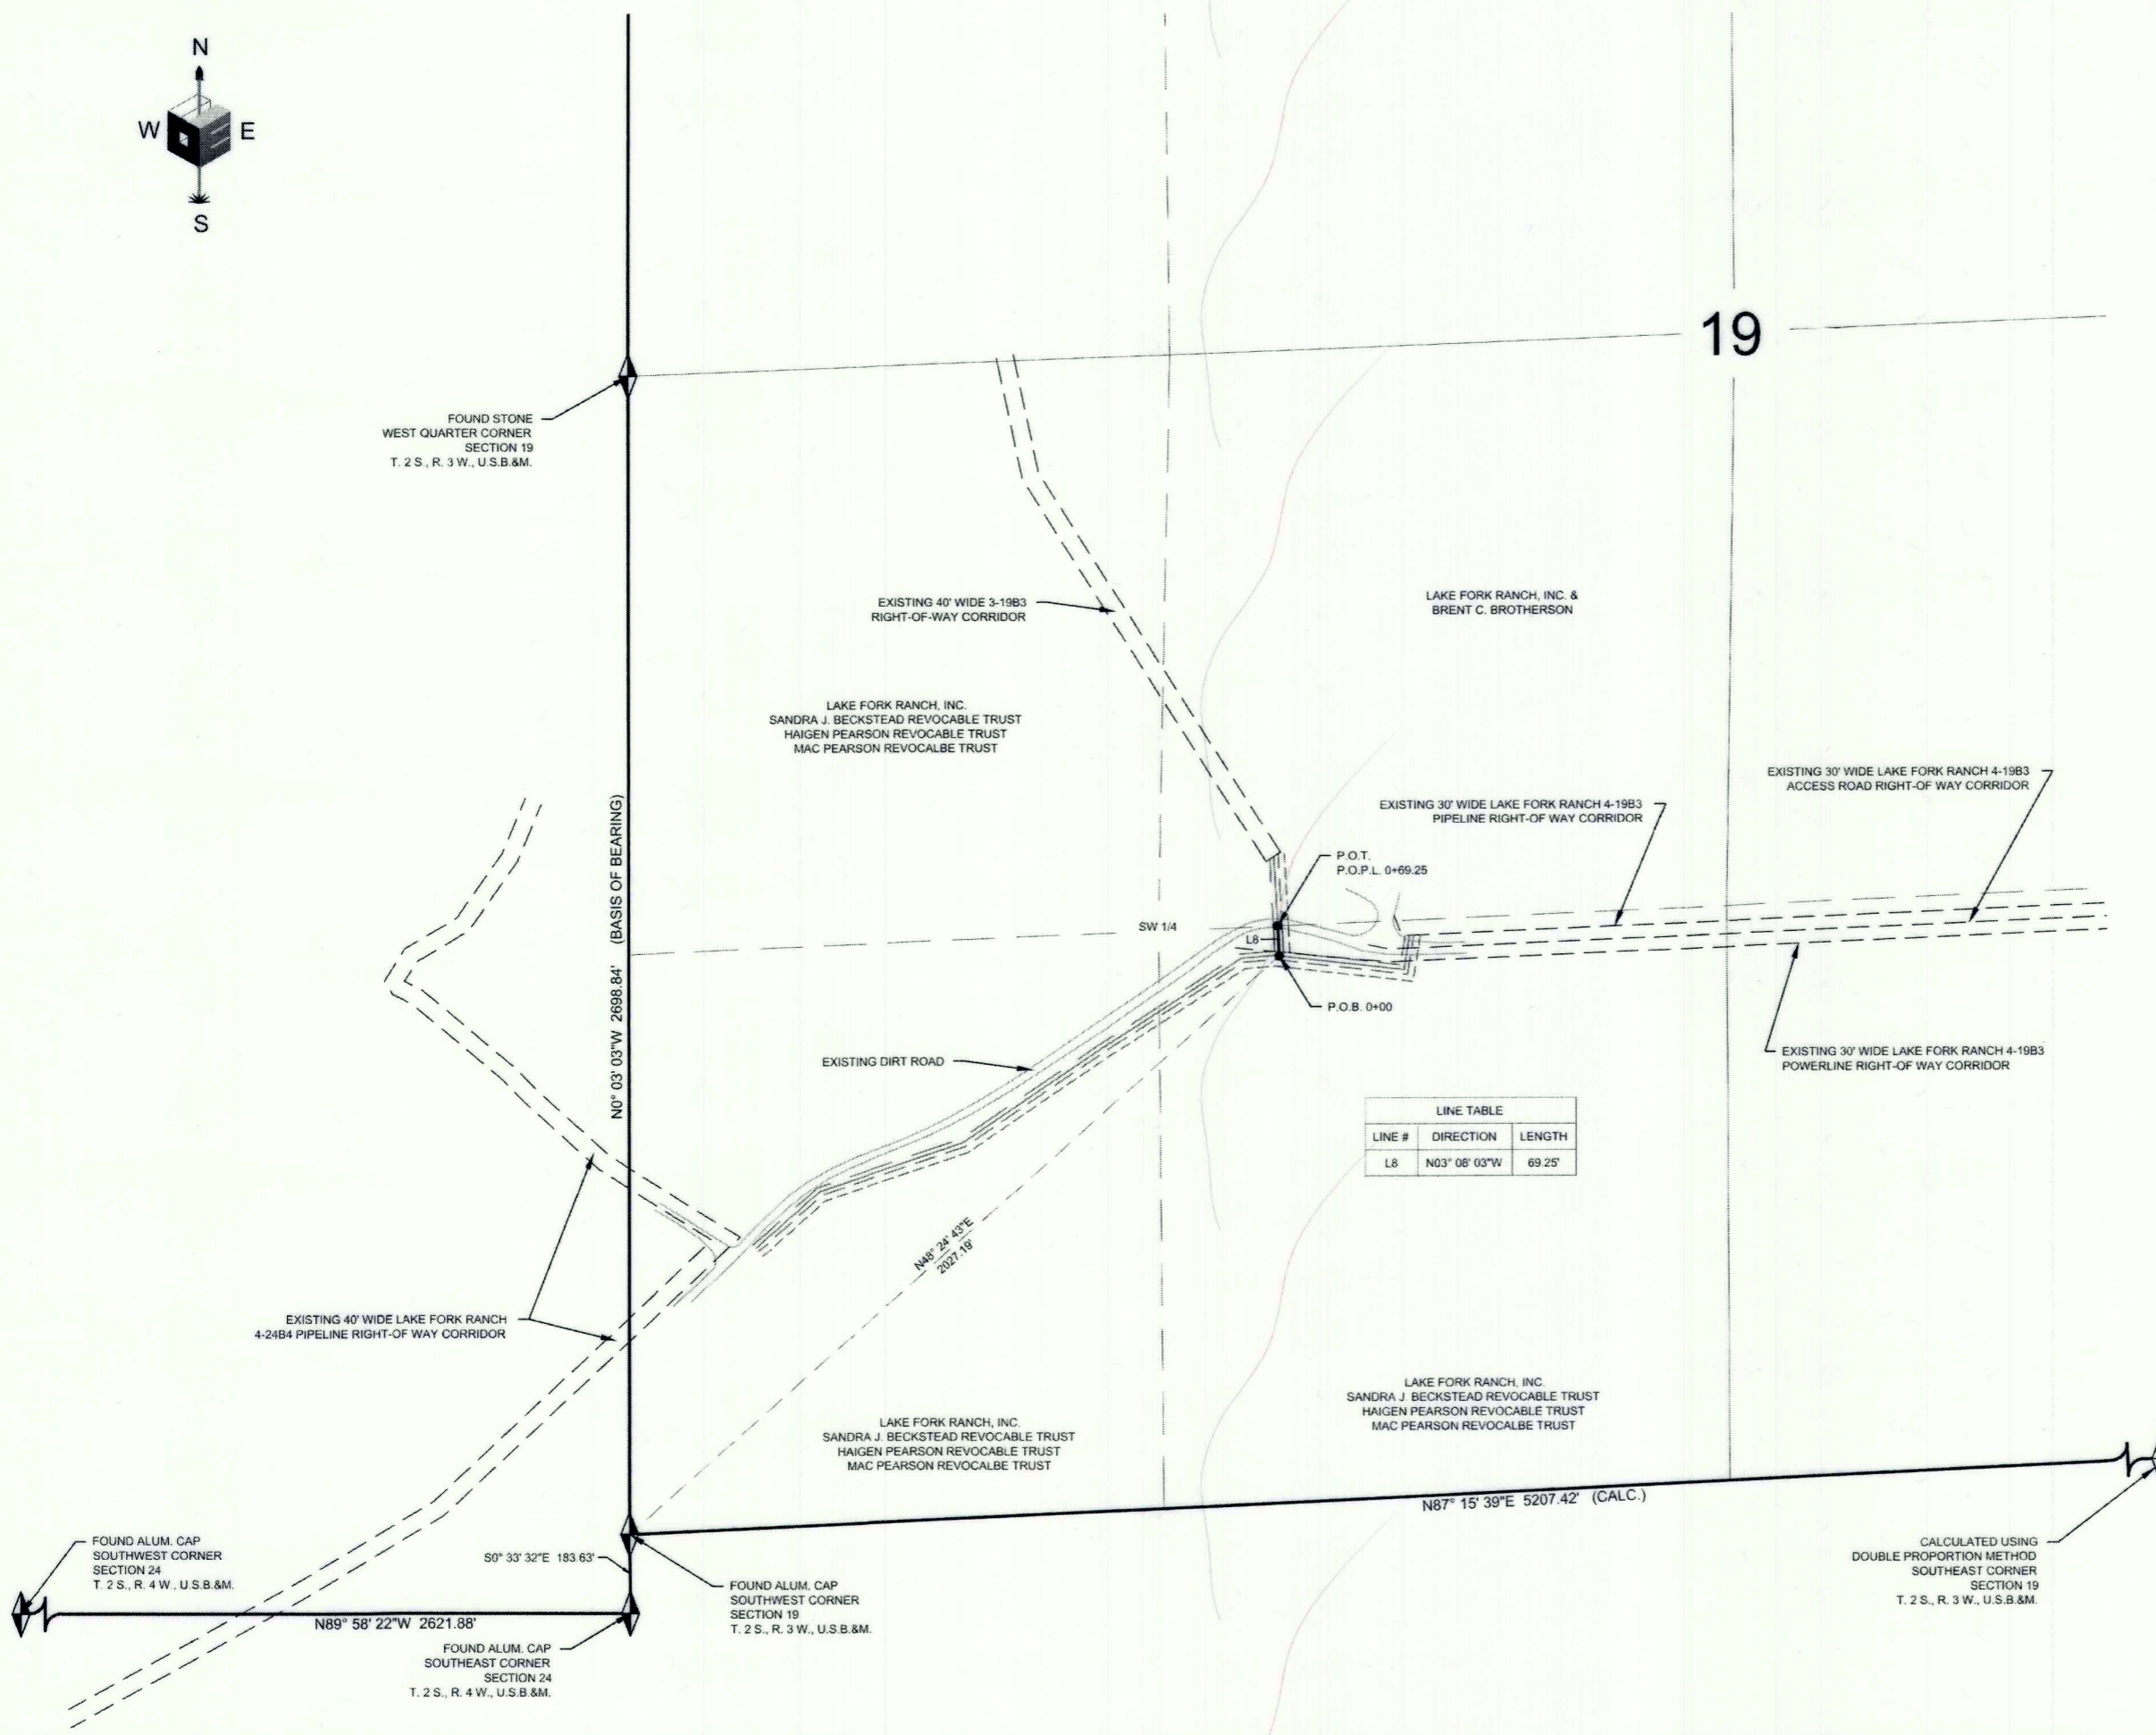 N
W
E
S
19
FOUND STONE
WEST QUARTER CORNER
SECTION 19
T. 2 S., R. 3 W., U.S.B.&M.
EXISTING 40' WIDE 3-19B3
RIGHT-OF-WAY CORRIDOR
LAKE FORK RANCH, INC. &
BRENT C. BROTHERSON
LAKE FORK RANCH, INC.
SANDRA J. BECKSTEAD REVOCABLE TRUST
HAIGEN PEARSON REVOCABLE TRUST
MAC PEARSON REVOCALBE TRUST
EXISTING 30' WIDE LAKE FORK RANCH 4-19B3
ACCESS ROAD RIGHT-OF WAY CORRIDOR
EXISTING 30' WIDE LAKE FORK RANCH 4-19B3
PIPELINE RIGHT-OF WAY CORRIDOR
P.O.T.
P.O.P.L. 0+69.25
SW 1/4
L8
P.O.B. 0+00
N0° 03' 03"W 2698.84' (BASIS OF BEARING)
EXISTING DIRT ROAD
EXISTING 30' WIDE LAKE FORK RANCH 4-19B3
POWERLINE RIGHT-OF WAY CORRIDOR
LINE TABLE
LINE # DIRECTION LENGTH
L8 N03° 08' 03"W 69.25'
N48° 24' 43"E
2027.19'
EXISTING 40' WIDE LAKE FORK RANCH
4-24B4 PIPELINE RIGHT-OF WAY CORRIDOR
LAKE FORK RANCH, INC.
SANDRA J. BECKSTEAD REVOCABLE TRUST
HAIGEN PEARSON REVOCABLE TRUST
MAC PEARSON REVOCALBE TRUST
LAKE FORK RANCH, INC.
SANDRA J. BECKSTEAD REVOCABLE TRUST
HAIGEN PEARSON REVOCABLE TRUST
MAC PEARSON REVOCALBE TRUST
N87° 15' 39"E 5207.42' (CALC.)
FOUND ALUM. CAP
SOUTHWEST CORNER
SECTION 24
T. 2 S., R. 4 W., U.S.B.&M.
S0° 33' 32"E 183.63'
FOUND ALUM. CAP
SOUTHWEST CORNER
SECTION 19
T. 2 S., R. 3 W., U.S.B.&M.
CALCULATED USING
DOUBLE PROPORTION METHOD
SOUTHEAST CORNER
SECTION 19
T. 2 S., R. 3 W., U.S.B.&M.
N89° 58' 22"W 2621.88'
FOUND ALUM. CAP
SOUTHEAST CORNER
SECTION 24
T. 2 S., R. 4 W., U.S.B.&M.